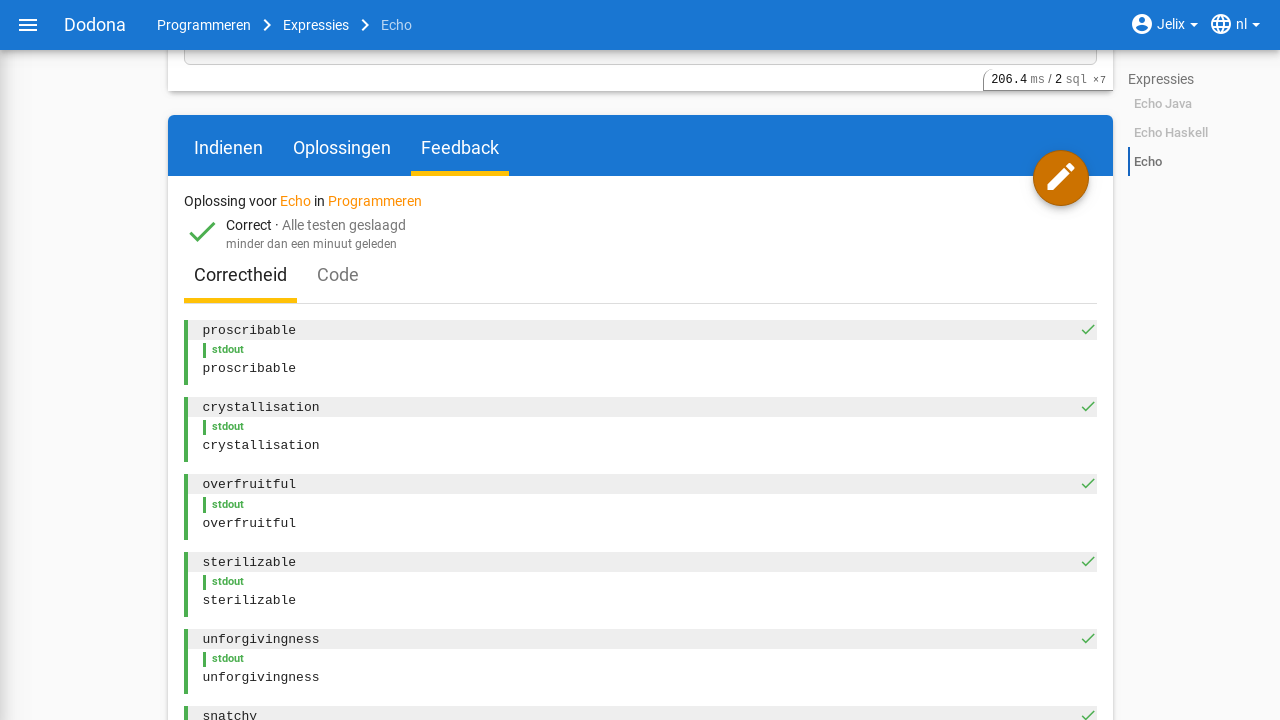 Dodona Programmeren Expressies Echo Jelix nl
206.4 ms / 2 sql ×7
Expressies
Echo Java
Echo Haskell
Echo
Indienen Oplossingen Feedback
Oplossing voor Echo in Programmeren
Correct · Alle testen geslaagd
minder dan een minuut geleden
Correctheid Code
proscribable
stdout
proscribable
crystallisation
stdout
crystallisation
overfruitful
stdout
overfruitful
sterilizable
stdout
sterilizable
unforgivingness
stdout
unforgivingness
snatchy